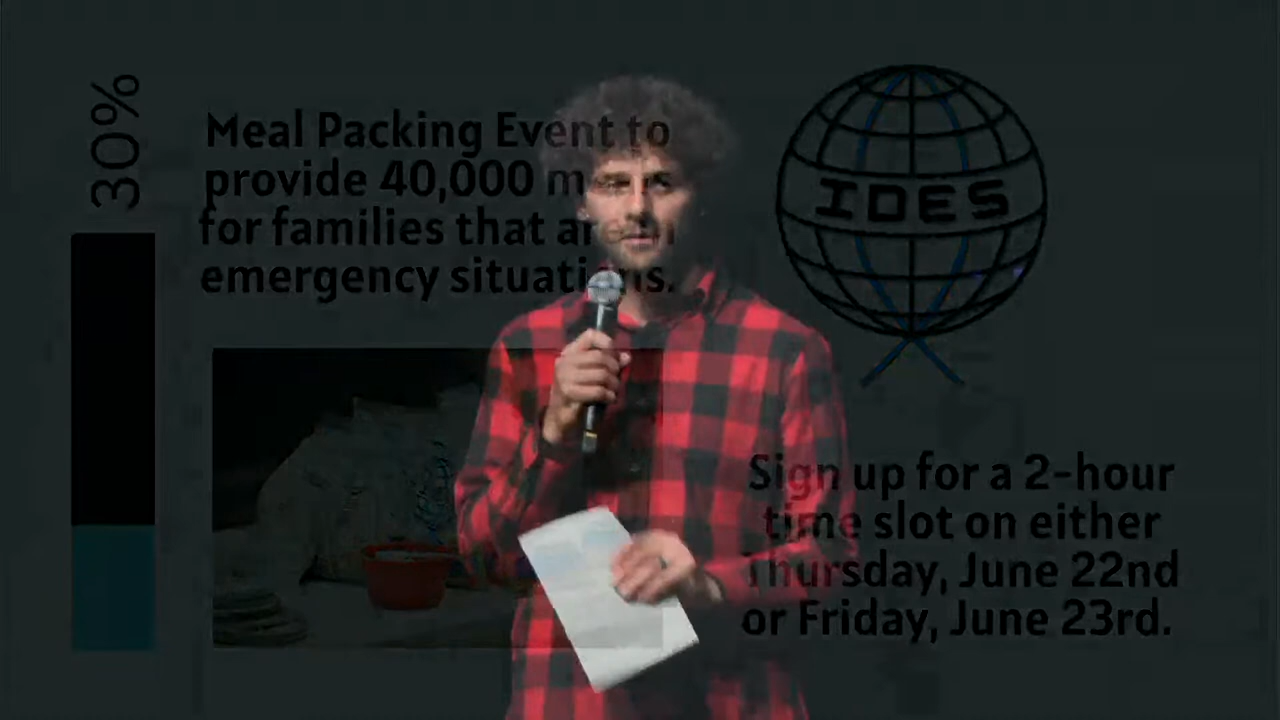 30%
Meal Packing Event to
provide 40,000 m
for families that are
emergency situations.
IDES
Sign up for a 2-hour
time slot on either
Thursday, June 22nd
or Friday, June 23rd.